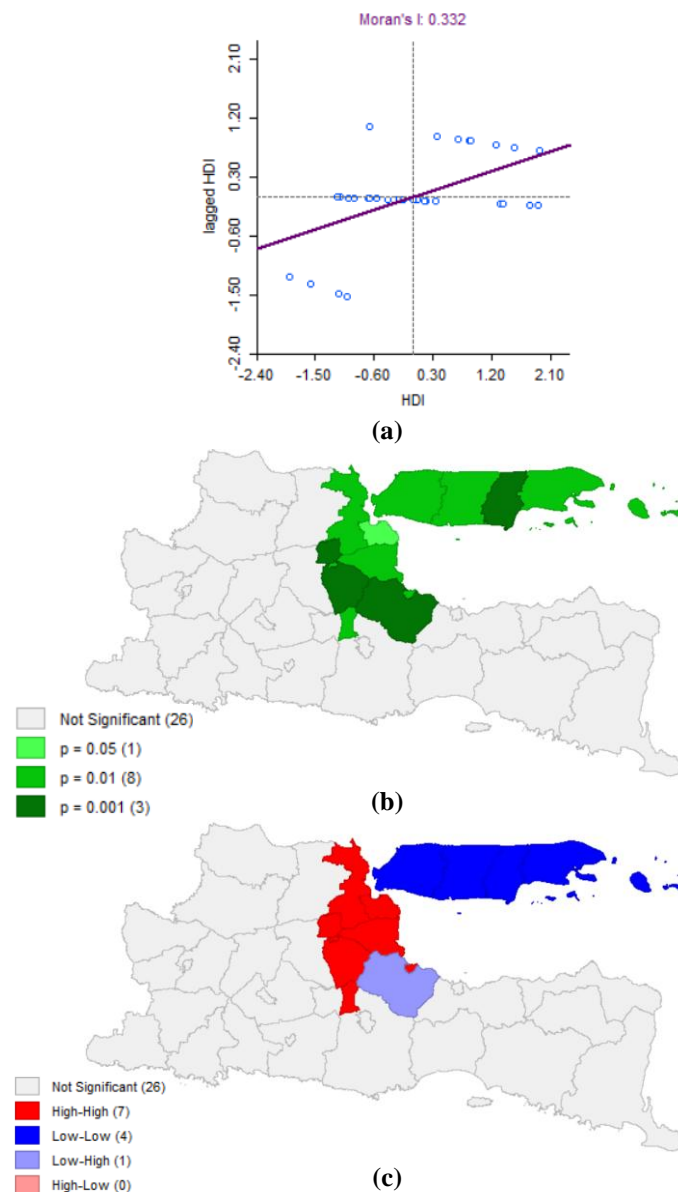 Moran's I: 0.332
2.10
1.20
0.30
-0.60
-1.50
-2.40
lagged HDI
-2.40 -1.50 -0.60 0.30 1.20 2.10
HDI
(a)
Not Significant (26)
p = 0.05 (1)
p = 0.01 (8)
p = 0.001 (3)
(b)
Not Significant (26)
High-High (7)
Low-Low (4)
Low-High (1)
High-Low (0)
(c)